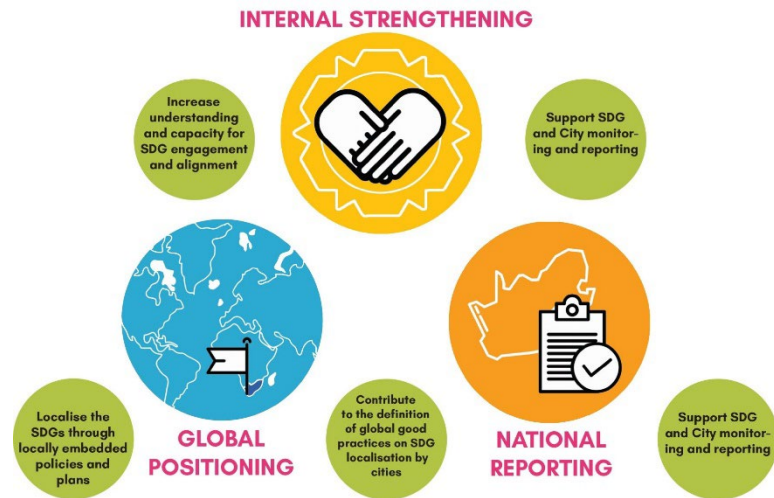 INTERNAL STRENGTHENING
Increase
understanding
and capacity for
SDG engagement
and alignment
Support SDG
and City monitor-
ing and reporting
Localise the
SDGs through
locally embedded
policies and
plans
GLOBAL
POSITIONING
Contribute
to the definition
of global good
practices on SDG
localisation by
cities
NATIONAL
REPORTING
Support SDG
and City monitor-
ing and reporting